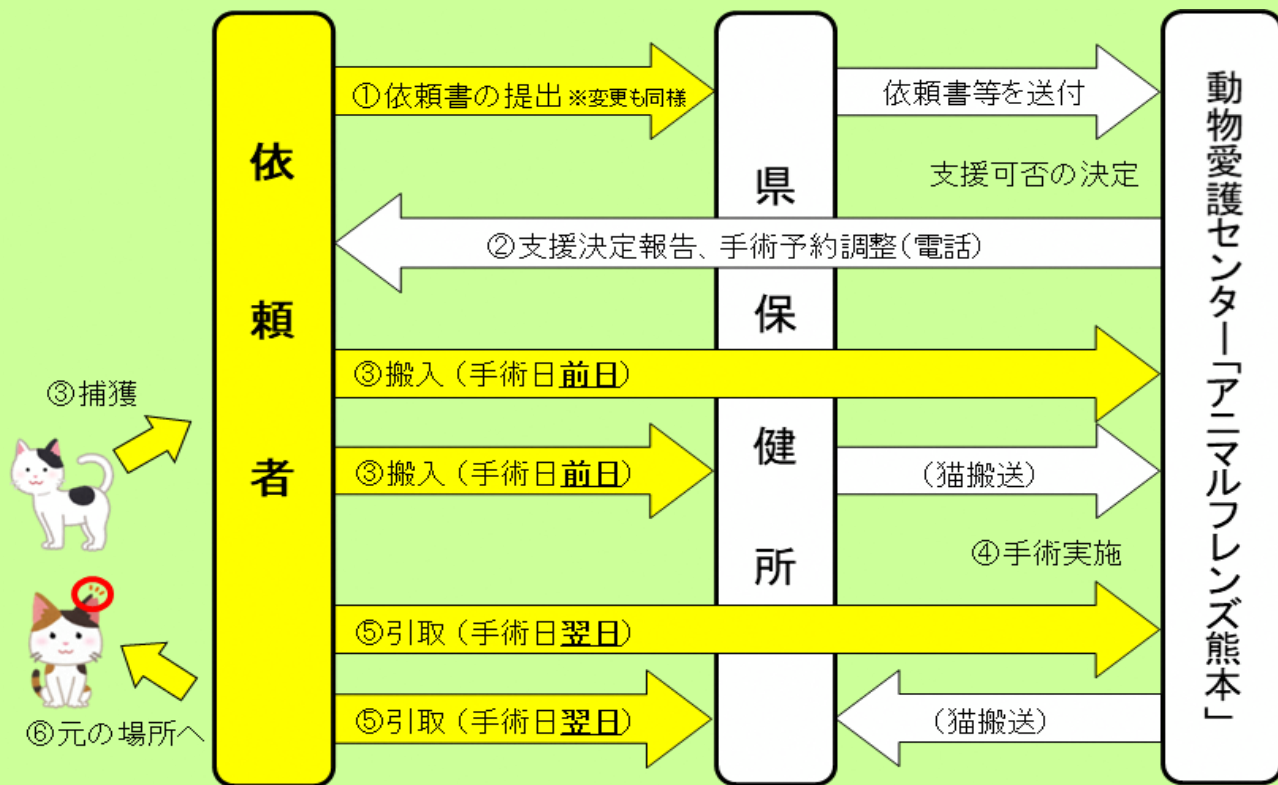 依頼者
県保健所
動物愛護センター「アニマルフレンズ熊本」
①依頼書の提出 ※変更も同様
依頼書等を送付
支援可否の決定
②支援決定報告、手術予約調整(電話)
③捕獲
③搬入(手術日前日)
③搬入(手術日前日)
(猫搬送)
④手術実施
⑤引取(手術日翌日)
⑤引取(手術日翌日)
(猫搬送)
⑥元の場所へ